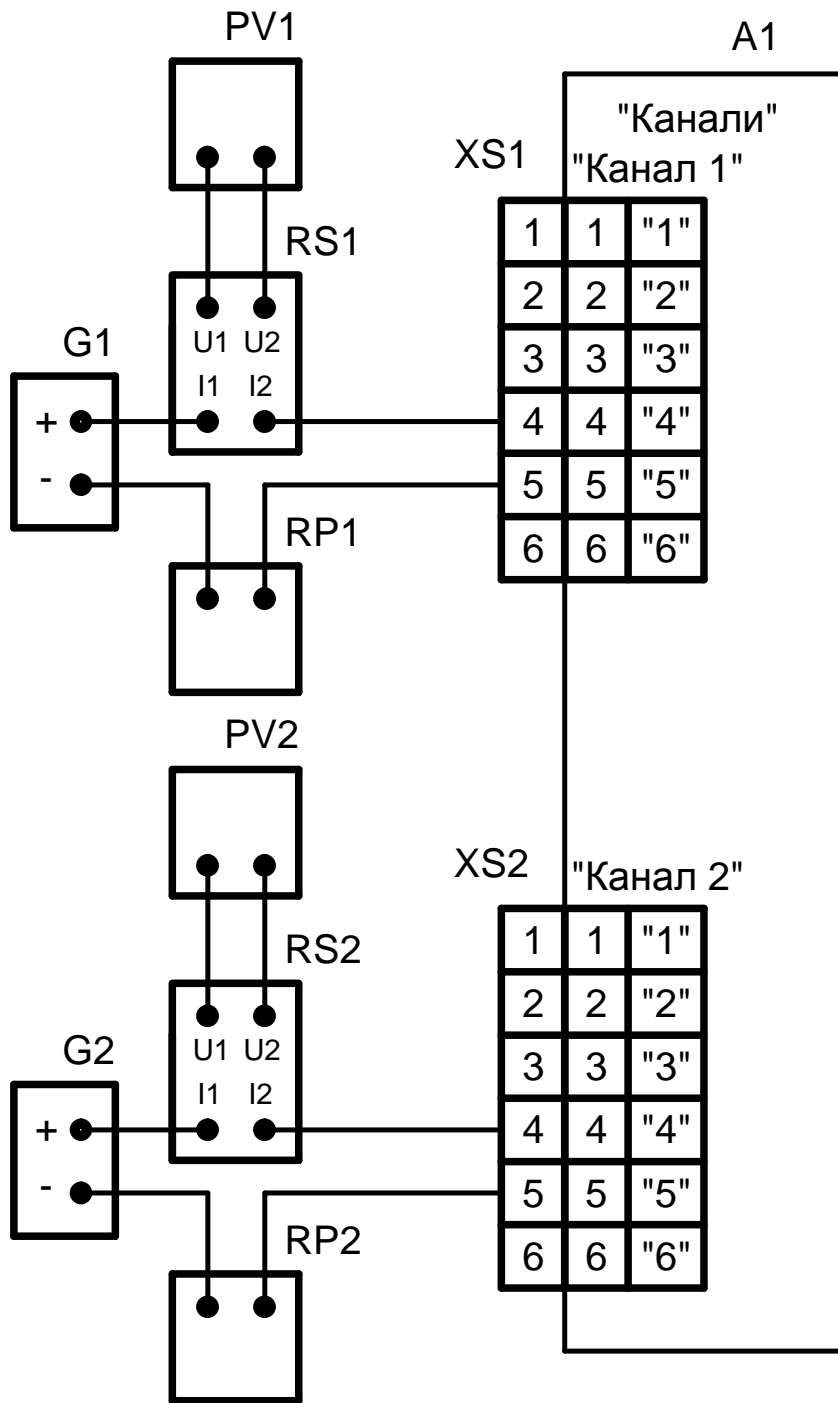 PV1
A1
"Канали"
XS1
"Канал 1"
1 1 "1"
RS1
2 2 "2"
U1 U2
G1
3 3 "3"
I1 I2
+
4 4 "4"
-
5 5 "5"
RP1
6 6 "6"
PV2
XS2
"Канал 2"
1 1 "1"
RS2
2 2 "2"
U1 U2
G2
3 3 "3"
I1 I2
+
4 4 "4"
-
5 5 "5"
RP2
6 6 "6"